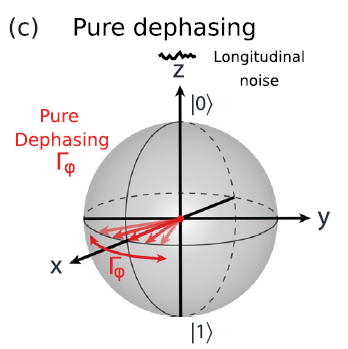 (c) Pure dephasing
Longitudinal
noise
z
|0⟩
Pure
Dephasing
Γφ
y
x
Γφ
|1⟩